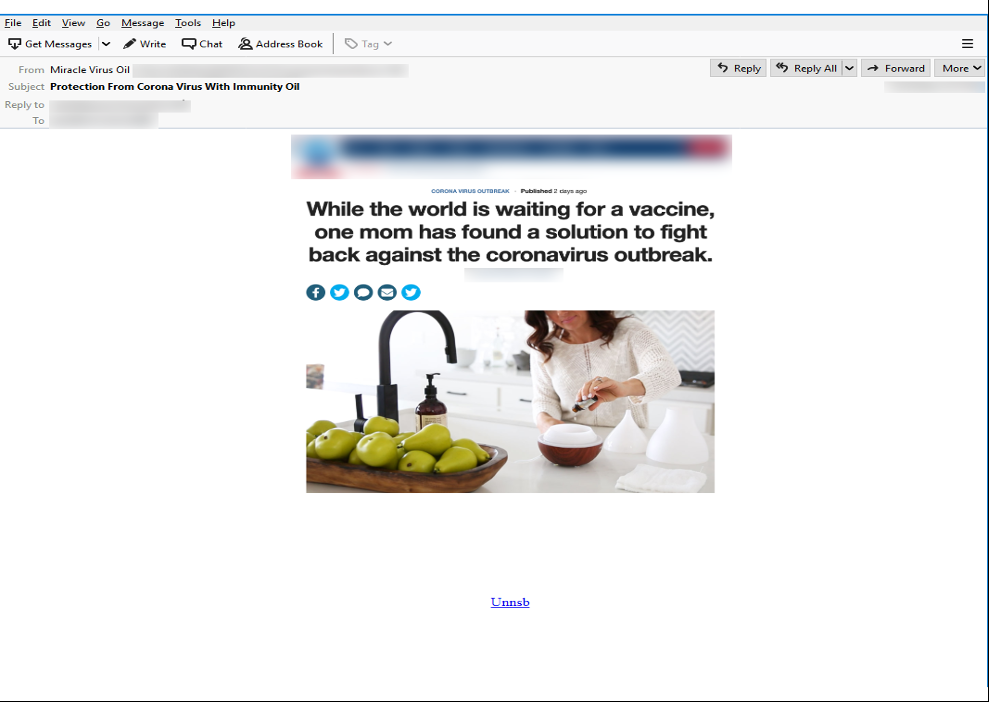 File Edit View Go Message Tools Help
Get Messages Write Chat Address Book Tag
From Miracle Virus Oil Reply Reply All Forward More
Subject Protection From Corona Virus With Immunity Oil
Reply to
To
CORONA VIRUS OUTBREAK · Published 2 days ago
While the world is waiting for a vaccine,
one mom has found a solution to fight
back against the coronavirus outbreak.
Unnsb